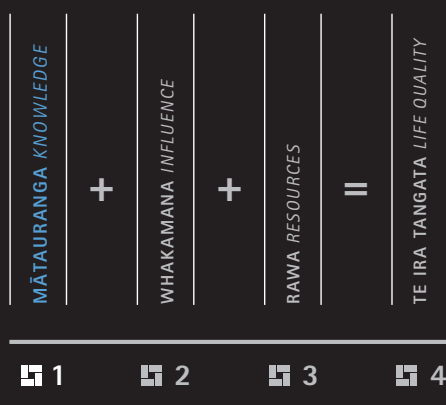 MĀTAURANGA KNOWLEDGE
+
WHAKAMANA INFLUENCE
+
RAWA RESOURCES
=
TE IRA TANGATA LIFE QUALITY
1
2
3
4